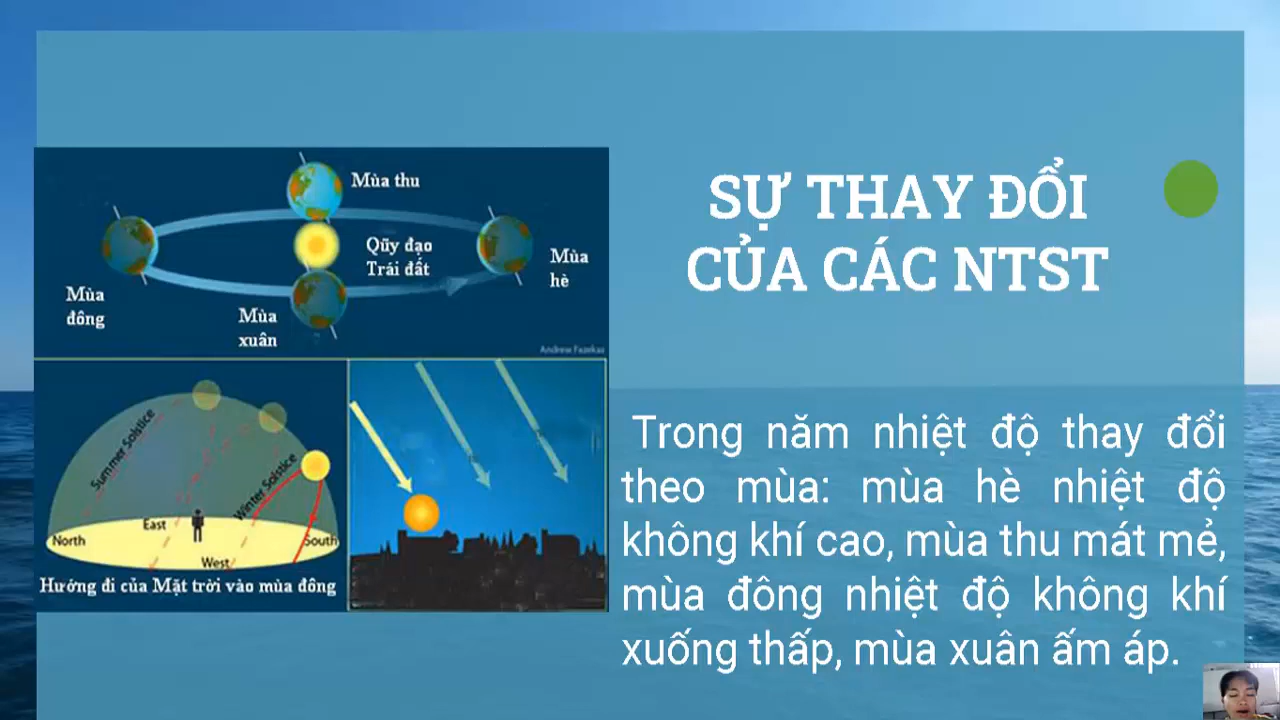 SỰ THAY ĐỔI
CỦA CÁC NTST
Mùa thu
Qũy đạo
Trái đất
Mùa
hè
Mùa
đông
Mùa
xuân
Andrew Fazekas
Summer Solstice
Winter Solstice
East
North
South
West
Hướng đi của Mặt trời vào mùa đông
Trong năm nhiệt độ thay đổi
theo mùa: mùa hè nhiệt độ
không khí cao, mùa thu mát mẻ,
mùa đông nhiệt độ không khí
xuống thấp, mùa xuân ấm áp.